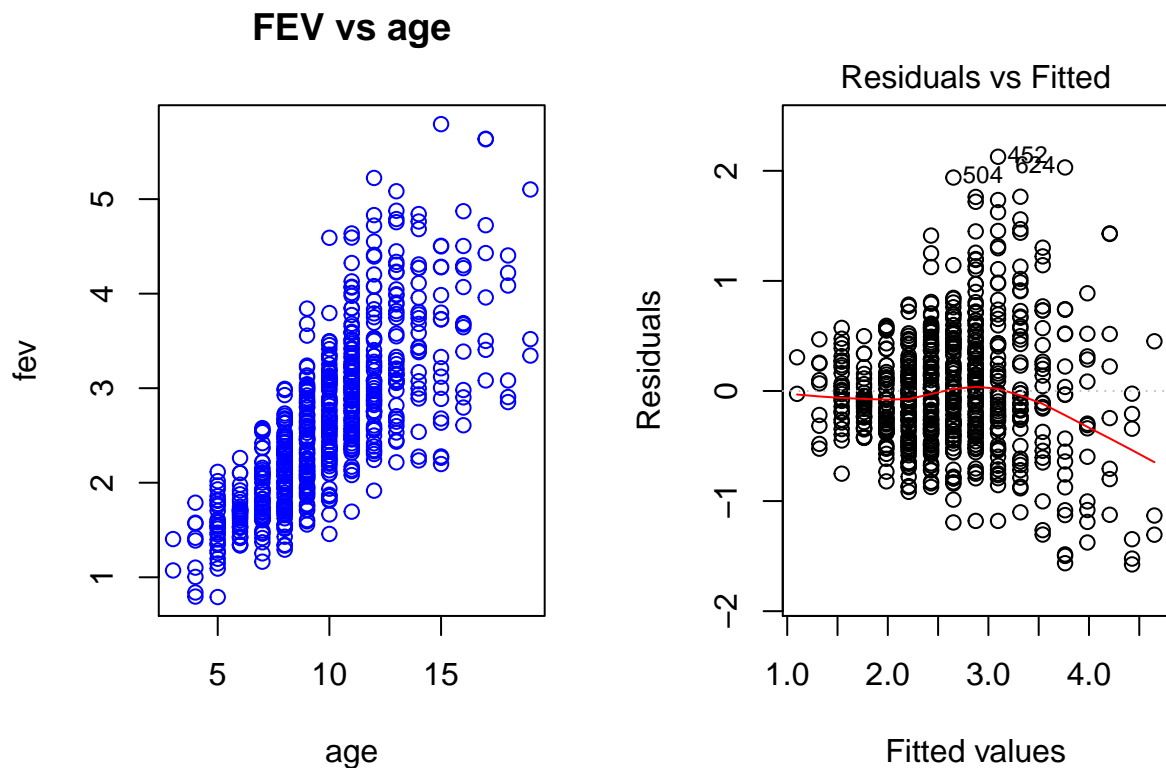 FEV vs age
fev
5
4
3
2
1
5 10 15
age
Residuals vs Fitted
Residuals
2
1
0
−1
−2
452
624
504
1.0 2.0 3.0 4.0
Fitted values